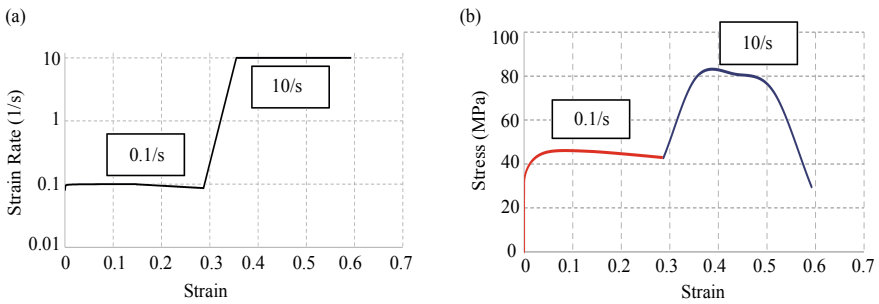 (a)
10
1
0.1
0.01
Strain Rate (1/s)
10/s
0.1/s
0 0.1 0.2 0.3 0.4 0.5 0.6 0.7
Strain
(b)
100
80
60
40
20
0
Stress (MPa)
10/s
0.1/s
0 0.1 0.2 0.3 0.4 0.5 0.6 0.7
Strain